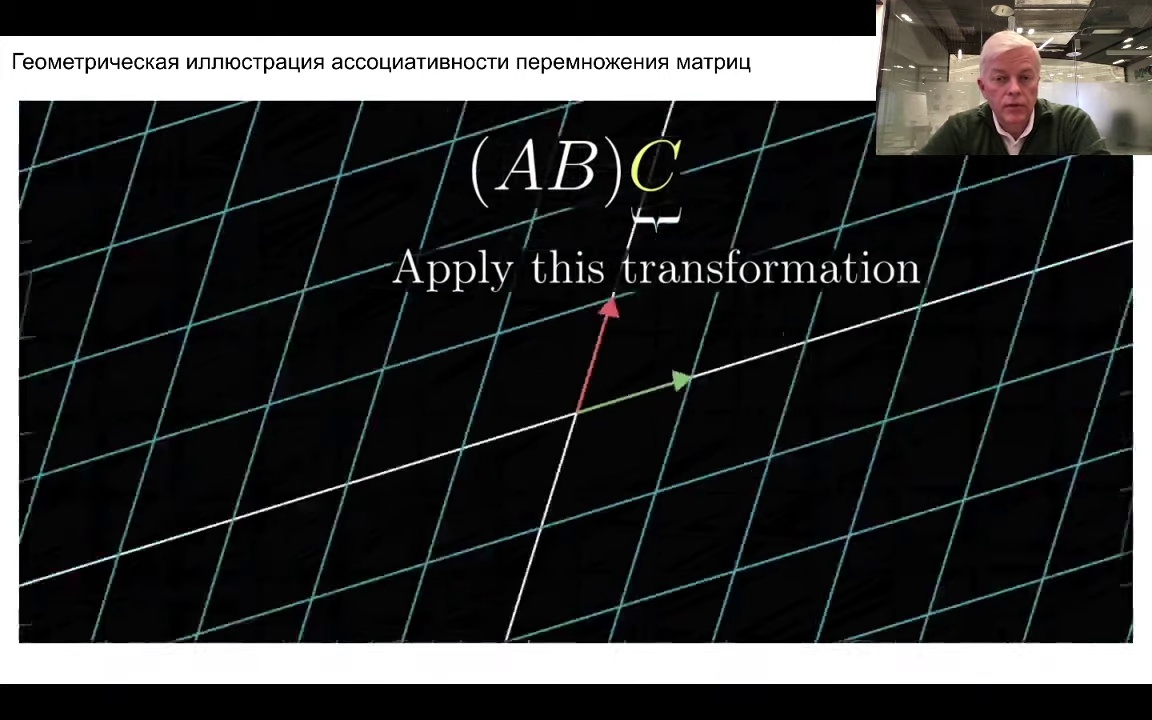 Геометрическая иллюстрация ассоциативности перемножения матриц
(AB)C
Apply this transformation